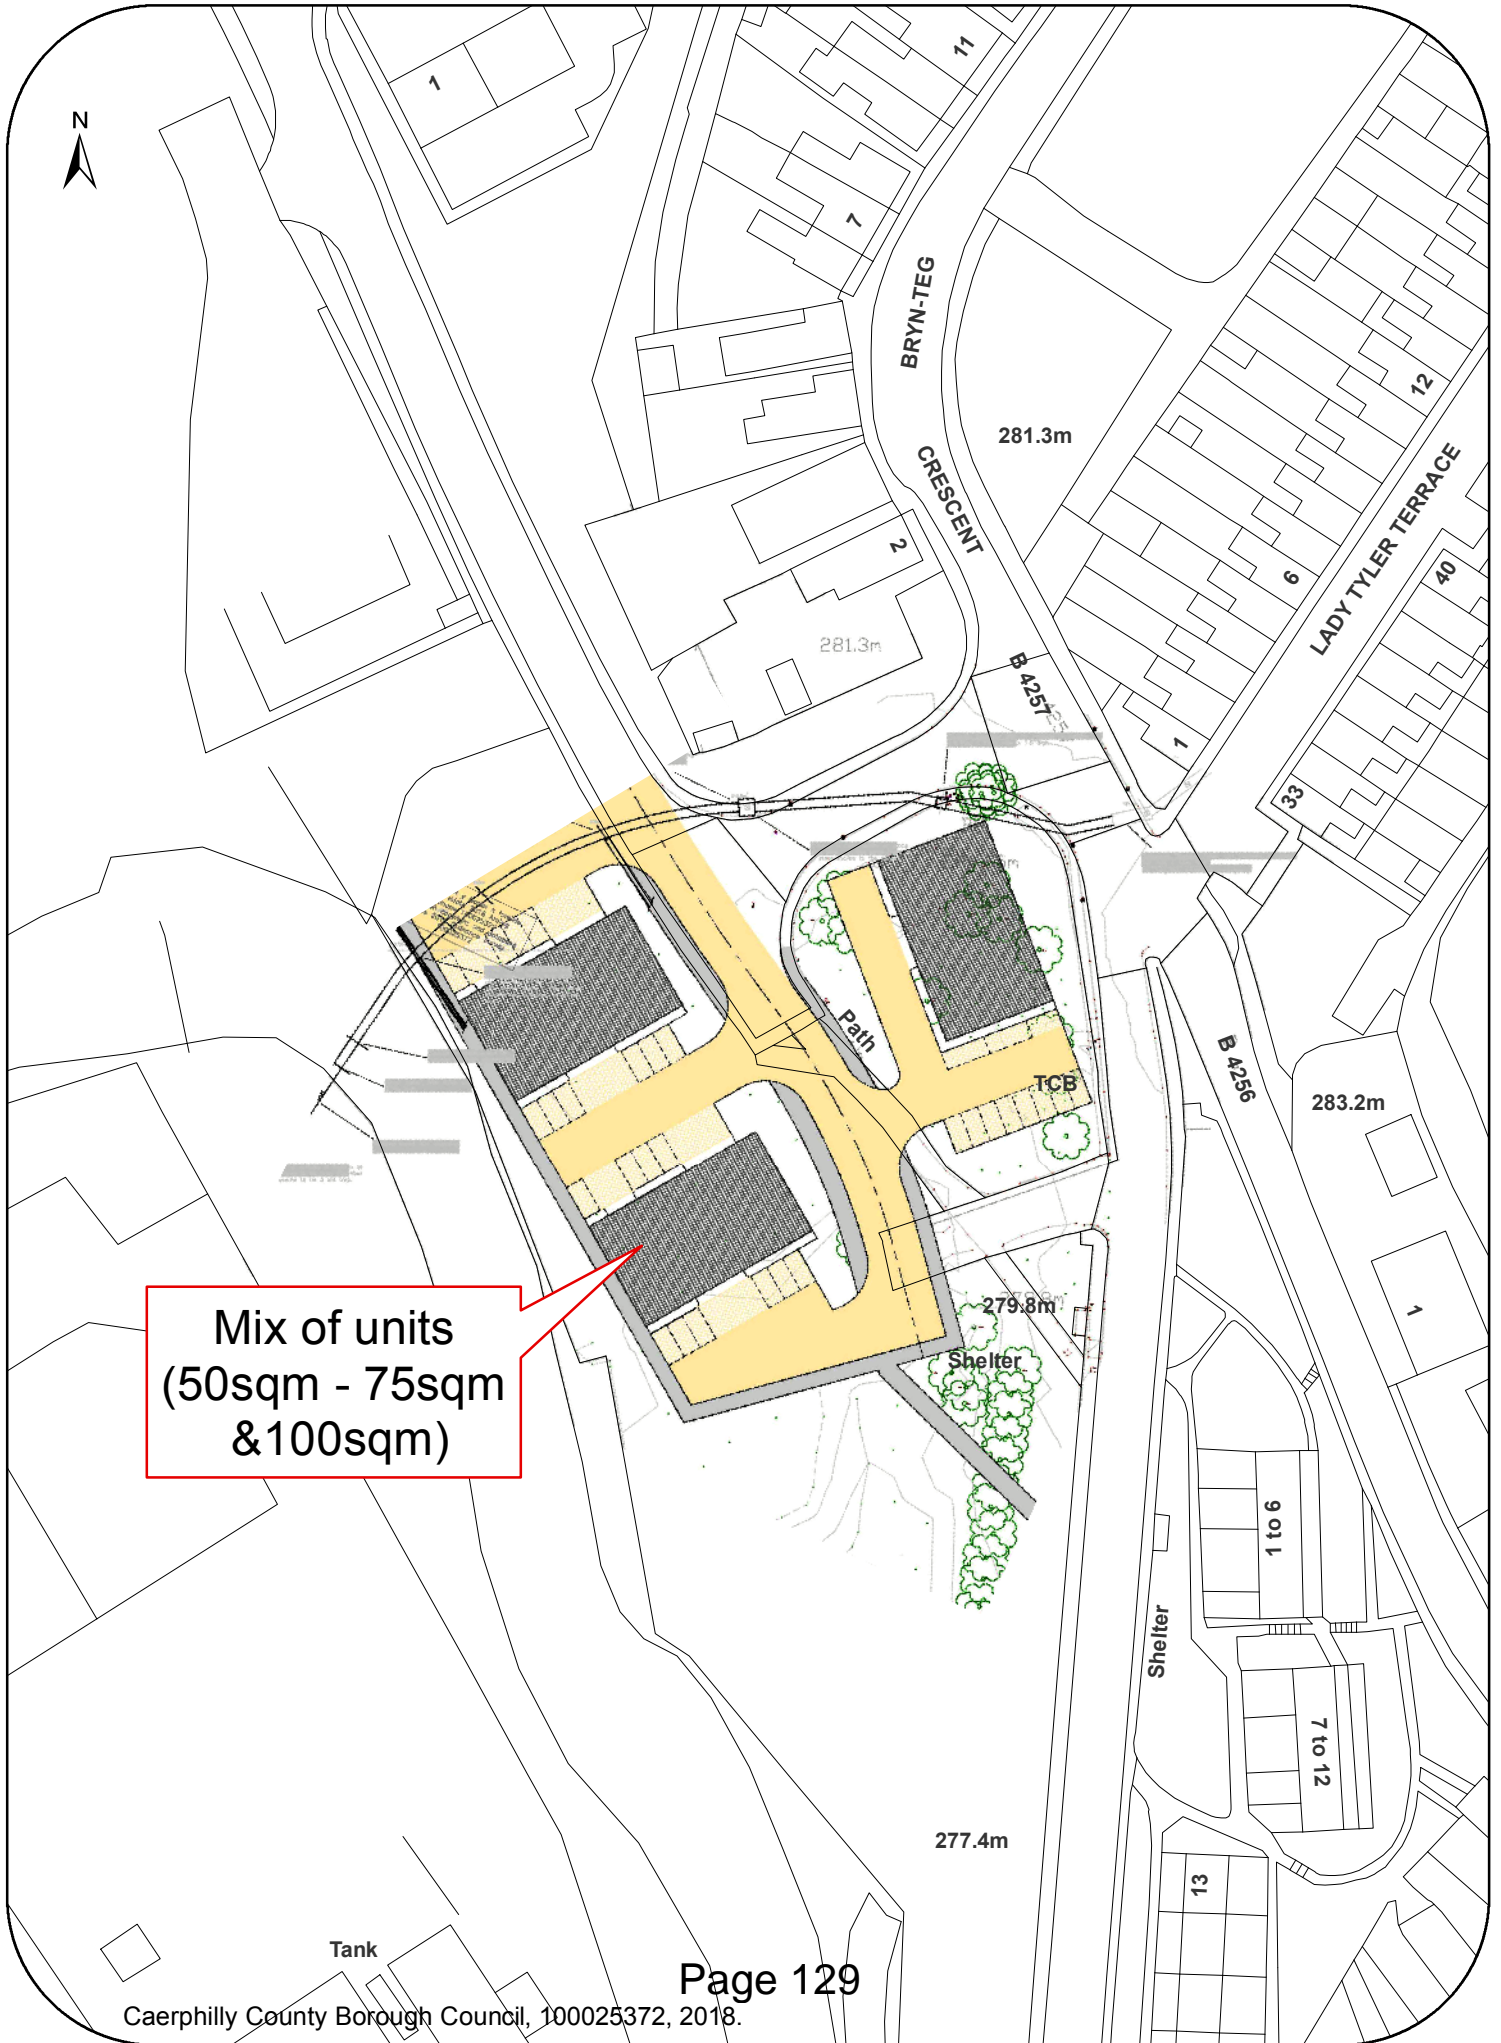 11
1
N
7
BRYN-TEG
12
281.3m
CRESCENT
LADY TYLER TERRACE
2
40
6
281.3m
B 4257
1
33
Path
B 4256
TCB
283.2m
279.8m
1
Mix of units
(50sqm - 75sqm
&100sqm)
Shelter
1 to 6
Shelter
7 to 12
277.4m
13
Tank
Page 129
Caerphilly County Borough Council, 100025372, 2018.